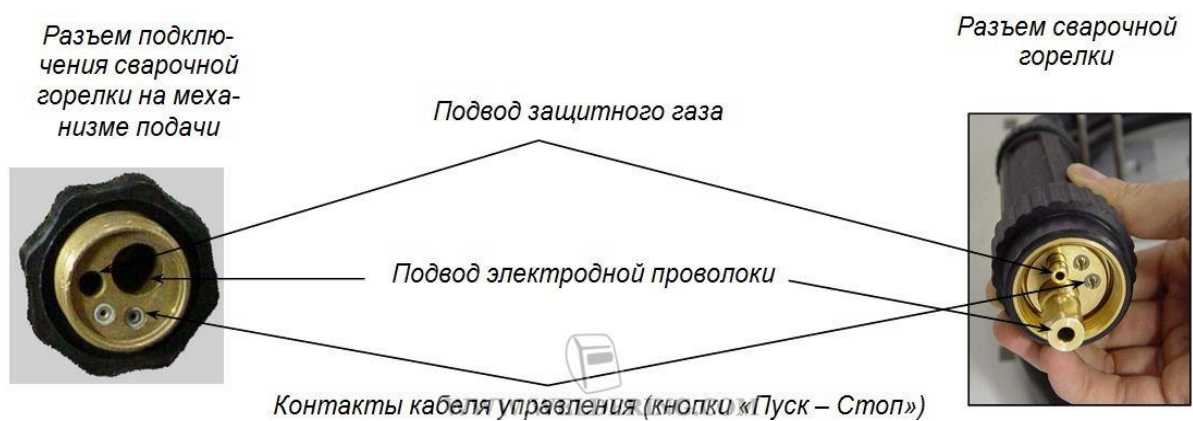 Разъем подклю-
чения сварочной
горелки на меха-
низме подачи
Разъем сварочной
горелки
Подвод защитного газа
Подвод электродной проволоки
Контакты кабеля управления (кнопки «Пуск – Стоп»)